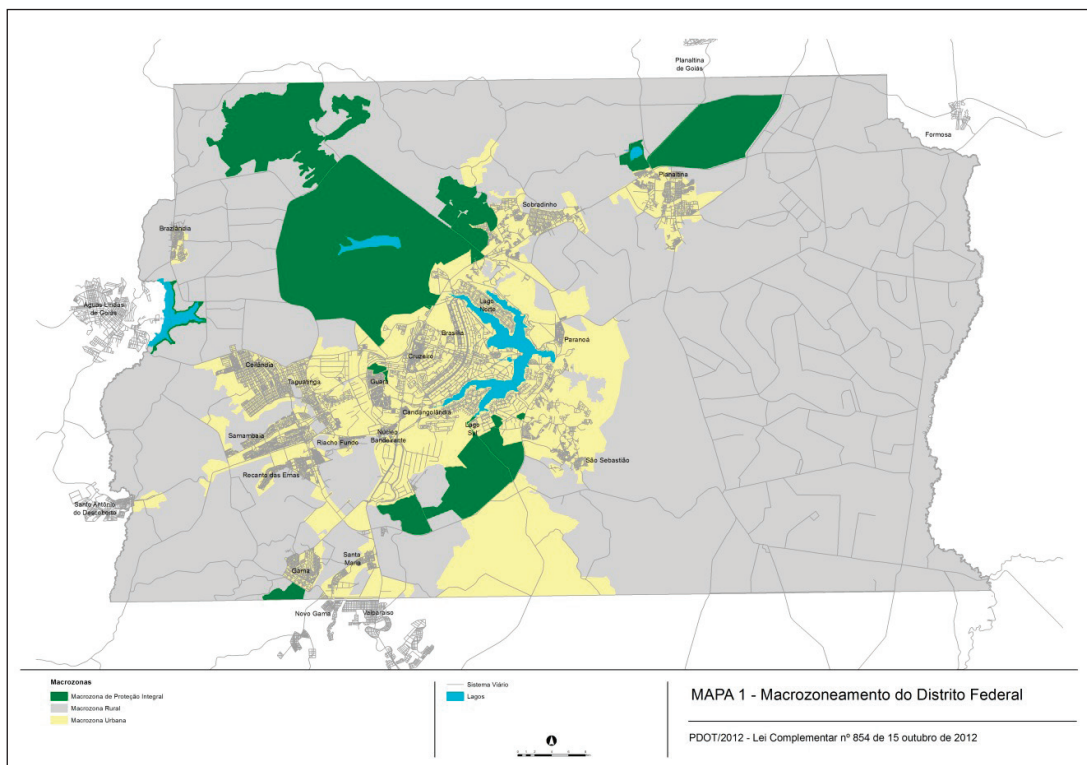 Planaltina
de Goiás
Formosa
Planaltina
Sobradinho
Brazlândia
Águas Lindas
de Goiás
Lago
Norte
Brasília
Paranoá
Cruzeiro
Ceilândia
Taguatinga
Guará
Candangolândia
Lago
Sul
Núcleo
Bandeirante
Samambaia
Riacho Fundo
São Sebastião
Recanto das Emas
Santo Antônio
do Descoberto
Santa
Maria
Gama
Novo Gama
Valparaíso
Macrozonas
Macrozona de Proteção Integral
Macrozona Rural
Macrozona Urbana
Sistema Viário
Lagos
MAPA 1 - Macrozoneamento do Distrito Federal
PDOT/2012 - Lei Complementar nº 854 de 15 outubro de 2012